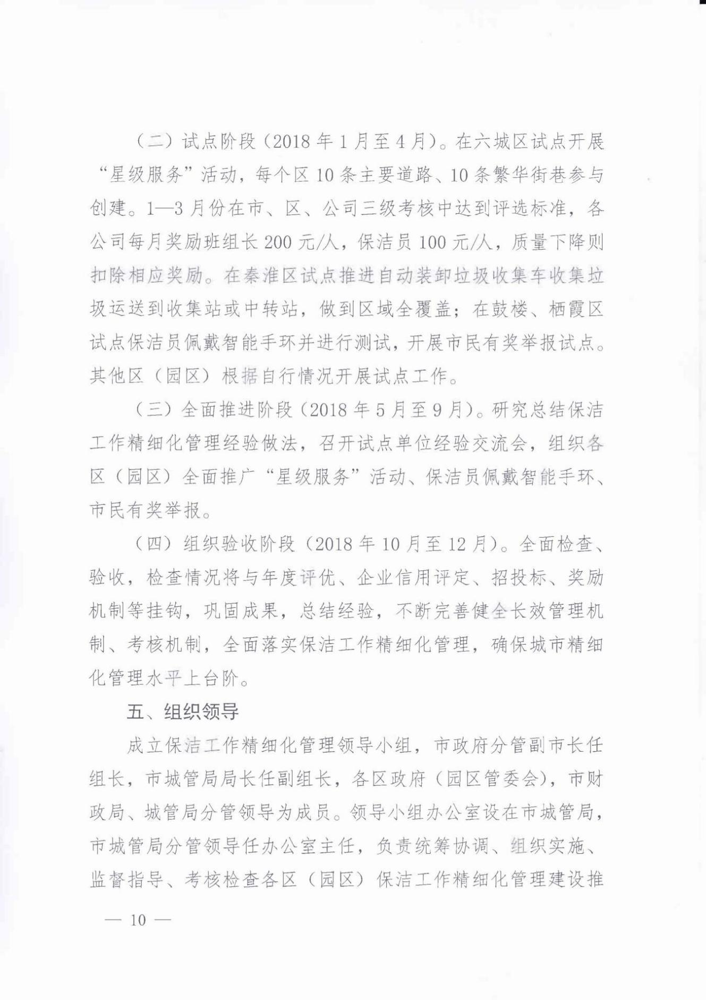 （二）试点阶段（2018 年 1 月至 4 月）。在六城区试点开展
“星级服务”活动，每个区 10 条主要道路、10 条繁华街巷参与
创建。1—3 月份在市、区、公司三级考核中达到评选标准，各
公司每月奖励班组长 200 元/人，保洁员 100 元/人，质量下降则
扣除相应奖励。在秦淮区试点推进自动装卸垃圾收集车收集垃
圾运送到收集站或中转站，做到区域全覆盖；在鼓楼、栖霞区
试点保洁员佩戴智能手环并进行测试，开展市民有奖举报试点。
其他区（园区）根据自行情况开展试点工作。
（三）全面推进阶段（2018 年 5 月至 9 月）。研究总结保洁
工作精细化管理经验做法，召开试点单位经验交流会，组织各
区（园区）全面推广“星级服务”活动、保洁员佩戴智能手环、
市民有奖举报。
（四）组织验收阶段（2018 年 10 月至 12 月）。全面检查、
验收，检查情况将与年度评优、企业信用评定、招投标、奖励
机制等挂钩，巩固成果，总结经验，不断完善健全长效管理机
制、考核机制，全面落实保洁工作精细化管理，确保城市精细
化管理水平上台阶。
五、组织领导
成立保洁工作精细化管理领导小组，市政府分管副市长任
组长，市城管局局长任副组长，各区政府（园区管委会），市财
政局、城管局分管领导为成员。领导小组办公室设在市城管局，
市城管局分管领导任办公室主任，负责统筹协调、组织实施、
监督指导、考核检查各区（园区）保洁工作精细化管理建设推
— 10 —